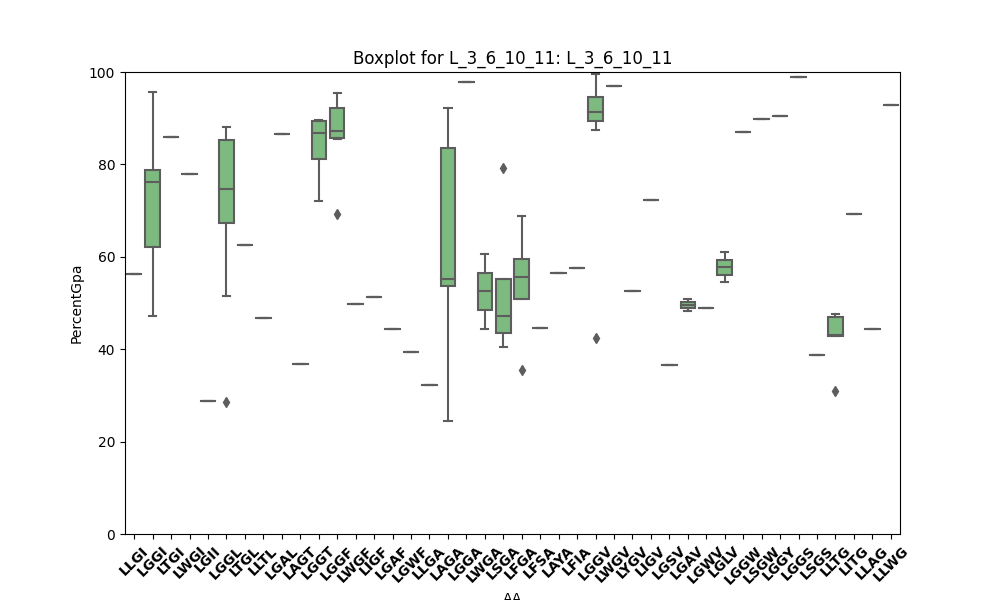 Boxplot for L_3_6_10_11: L_3_6_10_11
100
80
60
40
20
0
PercentGpa
LLGI LGGI LTGI LWGI LGII LGGL LTGL LLTL LGAL LAGT LGGT LGGF LWGF LIGF LGAF LGWF LLGA LAGA LGGA LWGA LSGA LFGA LFSA LAYA LFIA LGGV LWGV LYGV LIGV LGSV LGAV LGWV LGLV LGGW LSGW LGGY LGGS LSGS LLTG LITG LLAG LLWG
AA